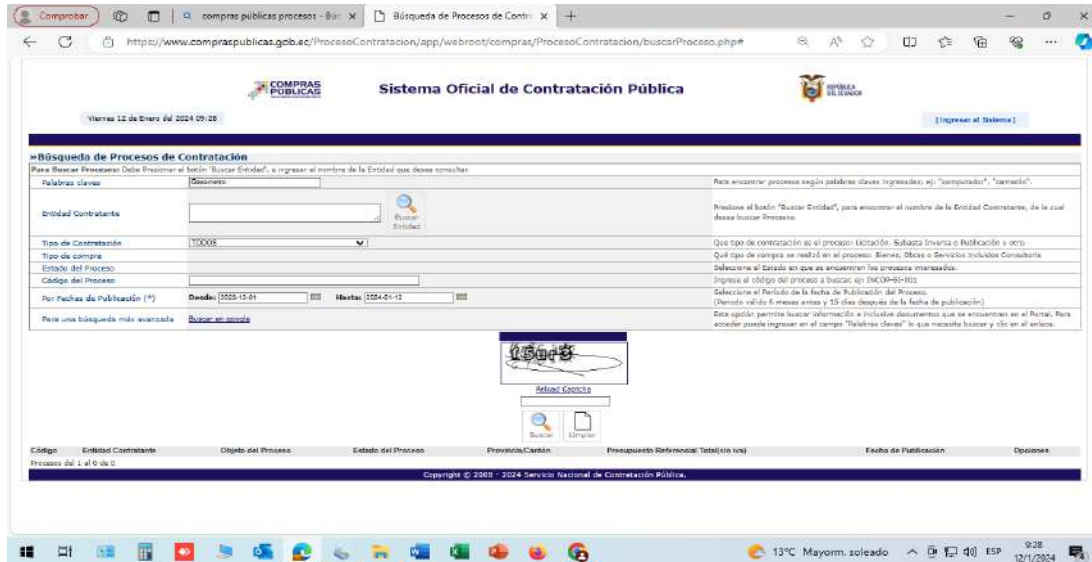 Comprobar
compras públicas procesos - Bús
Búsqueda de Procesos de Contr
https://www.compraspublicas.gob.ec/ProcesoContratacion/app/webroot/compras/ProcesoContratacion/buscarProceso.php#
COMPRAS PÚBLICAS
Sistema Oficial de Contratación Pública
REPÚBLICA DEL ECUADOR
Viernes 12 de Enero del 2024 09:28
[ Ingresar al Sistema ]
»Búsqueda de Procesos de Contratación
Para Buscar Procesos: Debe Presionar el botón "Buscar Entidad", e ingresar el nombre de la Entidad que desea consultar
Palabras claves
Gasometro
Para encontrar procesos según palabras claves ingresadas; ej: "computador", "camarón".
Entidad Contratante
Buscar Entidad
Presione el botón "Buscar Entidad", para encontrar el nombre de la Entidad Contratante, de la cual desea buscar Procesos.
Tipo de Contratación
TODOS
Que tipo de contratación es el proceso: Licitación, Subasta Inversa o Publicación u otro
Tipo de compra
Qué tipo de compra se realizó en el proceso: Bienes, Obras o Servicios incluidos Consultoría
Estado del Proceso
Seleccione el Estado en que se encuentran los procesos interesados.
Código del Proceso
Ingrese el código del proceso a buscar: ej: INCOP-SI-001
Por Fechas de Publicación (*)
Desde: 2023-12-01
Hasta: 2024-01-12
Seleccione el Período de la fecha de Publicación del Proceso.
(Período válido 6 meses antes y 15 días después de la fecha de publicación)
Para una búsqueda más avanzada
Buscar en google
Esta opción permite buscar información e inclusive documentos que se encuentren en el Portal. Para
acceder puede ingresar en el campo "Palabras claves" lo que necesita buscar y clic en el enlace.
Reload Captcha
Buscar
Limpiar
Código
Entidad Contratante
Objeto del Proceso
Estado del Proceso
Provincia/Cantón
Presupuesto Referencial Total(sin iva)
Fecha de Publicación
Opciones
Procesos del 1 al 0 de 0
Copyright © 2008 - 2024 Servicio Nacional de Contratación Pública.
13°C Mayorm. soleado
ESP
9:28
12/1/2024